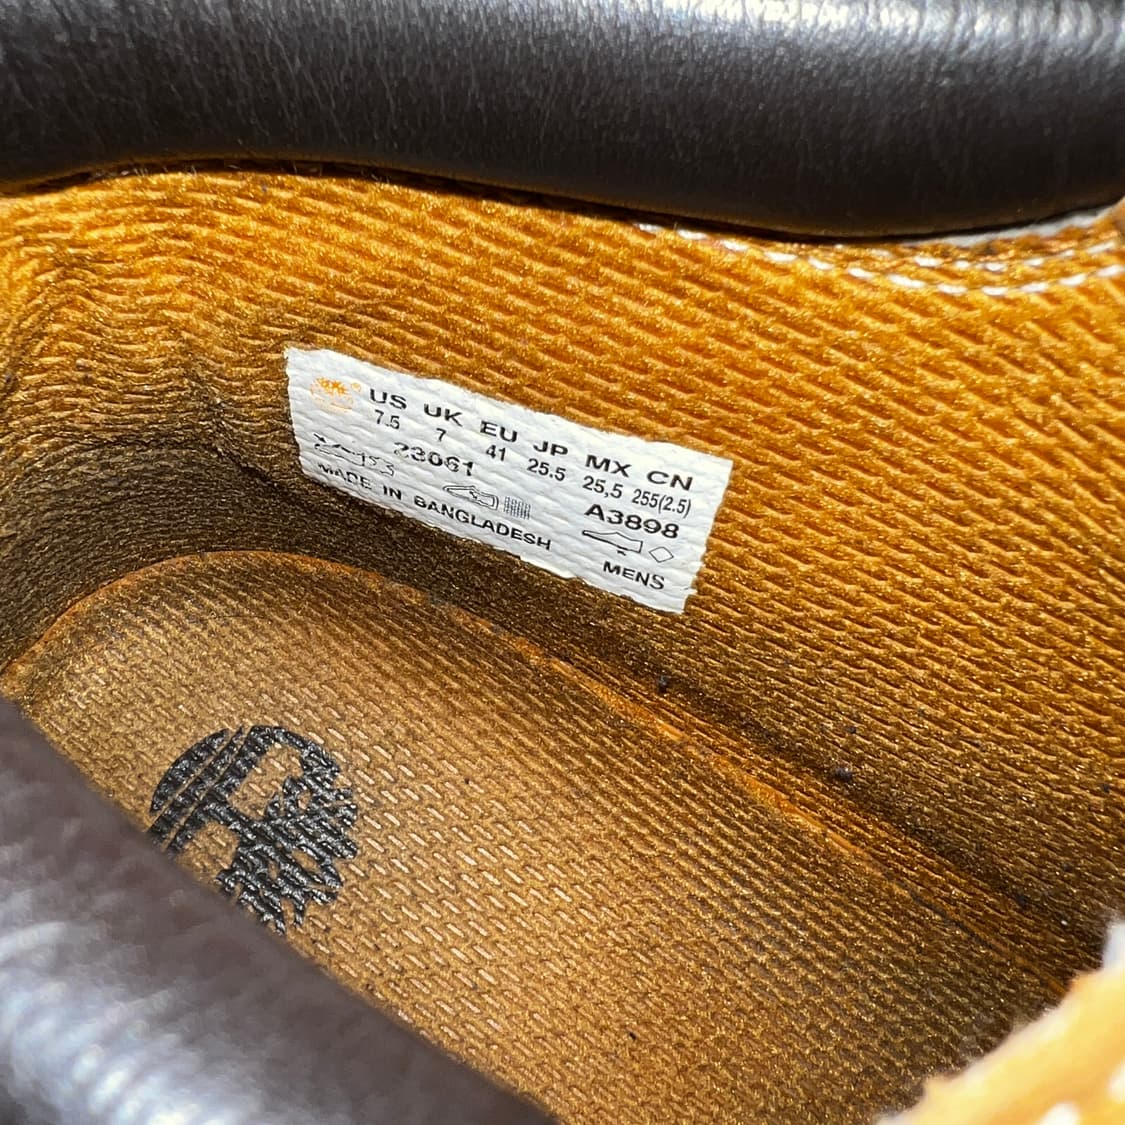 US UK EU JP MX CN
7.5 7 41 25.5 25,5 255(2.5)
23061 A3898
MADE IN BANGLADESH MENS